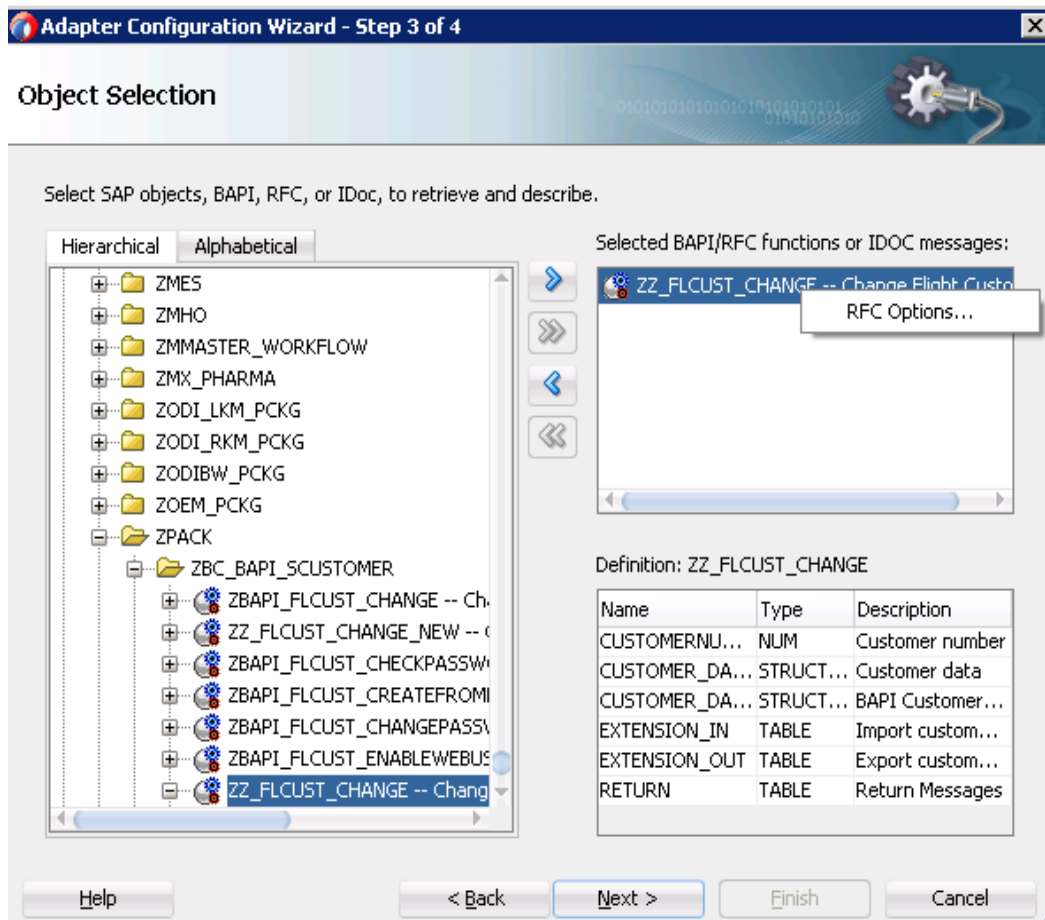 Adapter Configuration Wizard - Step 3 of 4
Object Selection
Select SAP objects, BAPI, RFC, or IDoc, to retrieve and describe.
Hierarchical Alphabetical
ZMES
ZMHO
ZMMASTER_WORKFLOW
ZMX_PHARMA
ZODI_LKM_PCKG
ZODI_RKM_PCKG
ZODIBW_PCKG
ZOEM_PCKG
ZPACK
ZBC_BAPI_SCUSTOMER
ZBAPI_FLCUST_CHANGE -- Cha
ZZ_FLCUST_CHANGE_NEW --
ZBAPI_FLCUST_CHECKPASSW
ZBAPI_FLCUST_CREATEFROM
ZBAPI_FLCUST_CHANGEPASSW
ZBAPI_FLCUST_ENABLEWEBUS
ZZ_FLCUST_CHANGE -- Chang
Selected BAPI/RFC functions or IDOC messages:
ZZ_FLCUST_CHANGE -- Change Flight Custo
RFC Options...
Definition: ZZ_FLCUST_CHANGE
Name Type Description
CUSTOMERNU... NUM Customer number
CUSTOMER_DA... STRUCT... Customer data
CUSTOMER_DA... STRUCT... BAPI Customer...
EXTENSION_IN TABLE Import custom...
EXTENSION_OUT TABLE Export custom...
RETURN TABLE Return Messages
Help < Back Next > Finish Cancel